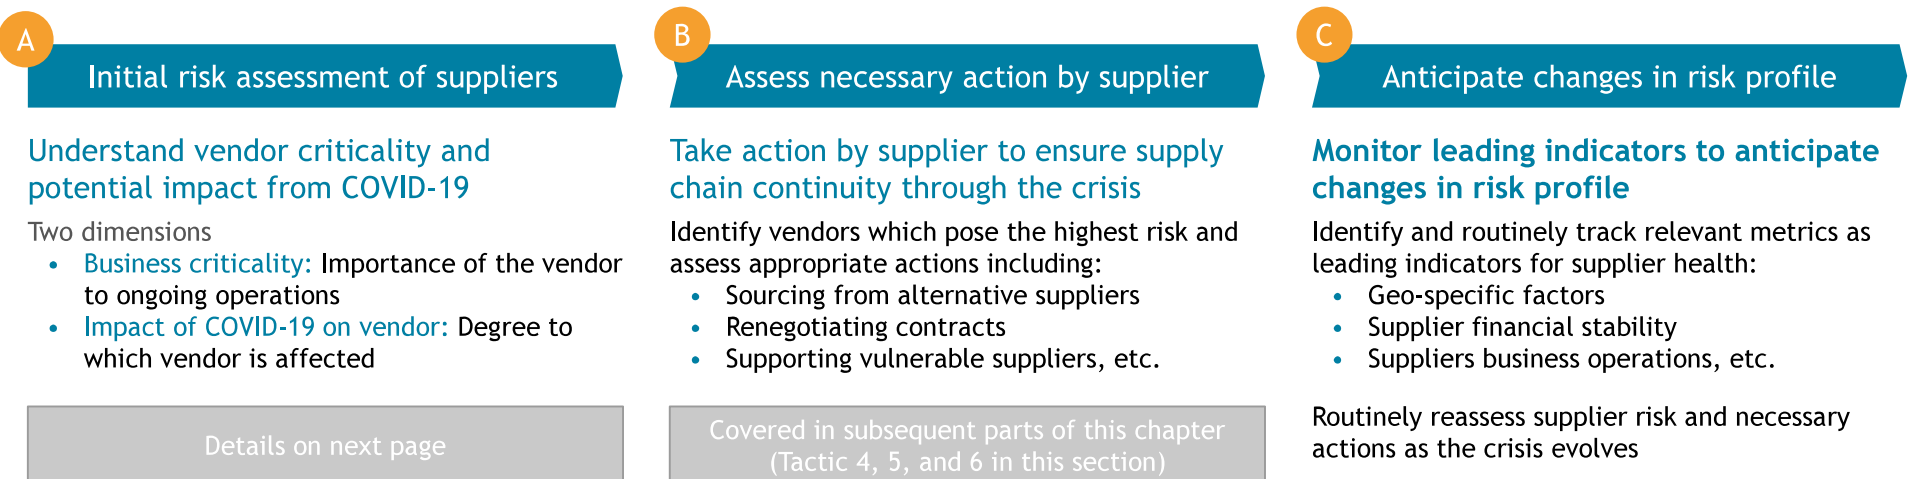 A
Initial risk assessment of suppliers
Understand vendor criticality and
potential impact from COVID-19
Two dimensions
• Business criticality: Importance of the vendor
to ongoing operations
• Impact of COVID-19 on vendor: Degree to
which vendor is affected
Details on next page
B
Assess necessary action by supplier
Take action by supplier to ensure supply
chain continuity through the crisis
Identify vendors which pose the highest risk and
assess appropriate actions including:
• Sourcing from alternative suppliers
• Renegotiating contracts
• Supporting vulnerable suppliers, etc.
Covered in subsequent parts of this chapter
(Tactic 4, 5, and 6 in this section)
C
Anticipate changes in risk profile
Monitor leading indicators to anticipate
changes in risk profile
Identify and routinely track relevant metrics as
leading indicators for supplier health:
• Geo-specific factors
• Supplier financial stability
• Suppliers business operations, etc.
Routinely reassess supplier risk and necessary
actions as the crisis evolves